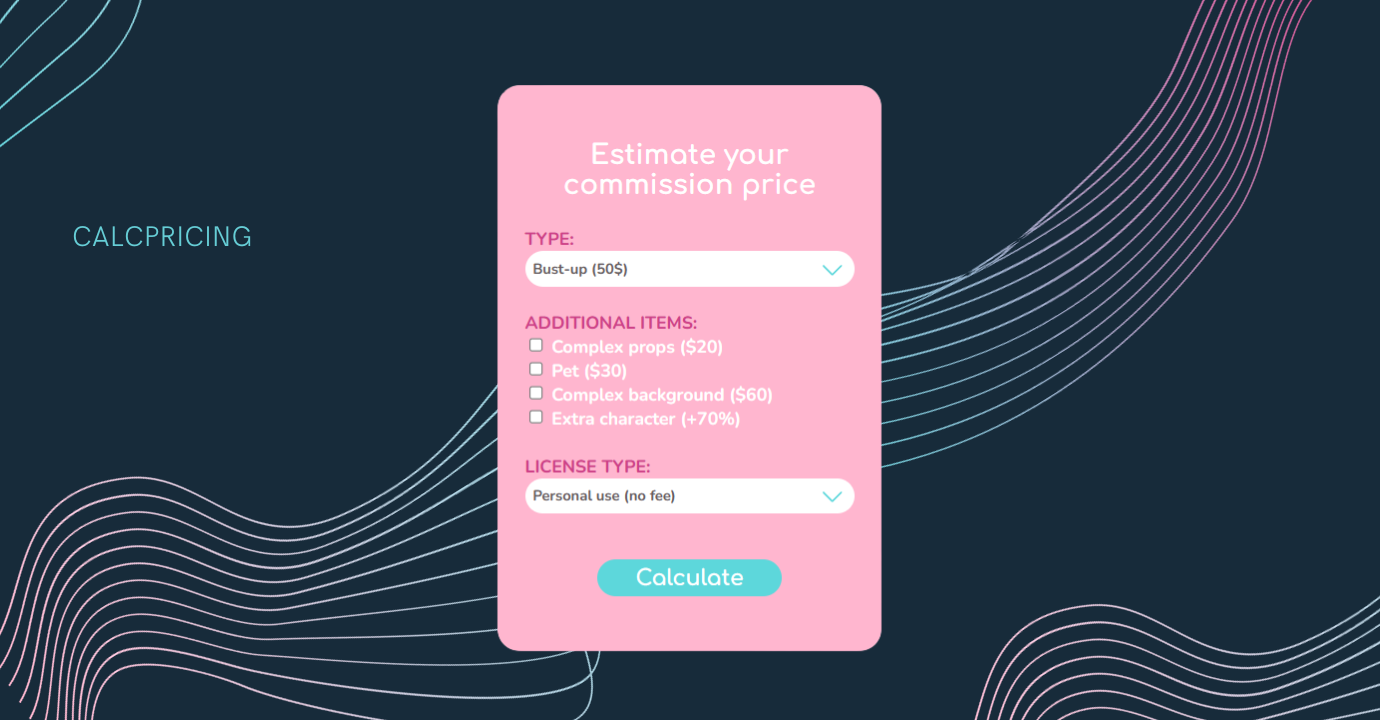 CALCPRICING
Estimate your
commission price
TYPE:
Bust-up (50$)
ADDITIONAL ITEMS:
Complex props ($20)
Pet ($30)
Complex background ($60)
Extra character (+70%)
LICENSE TYPE:
Personal use (no fee)
Calculate